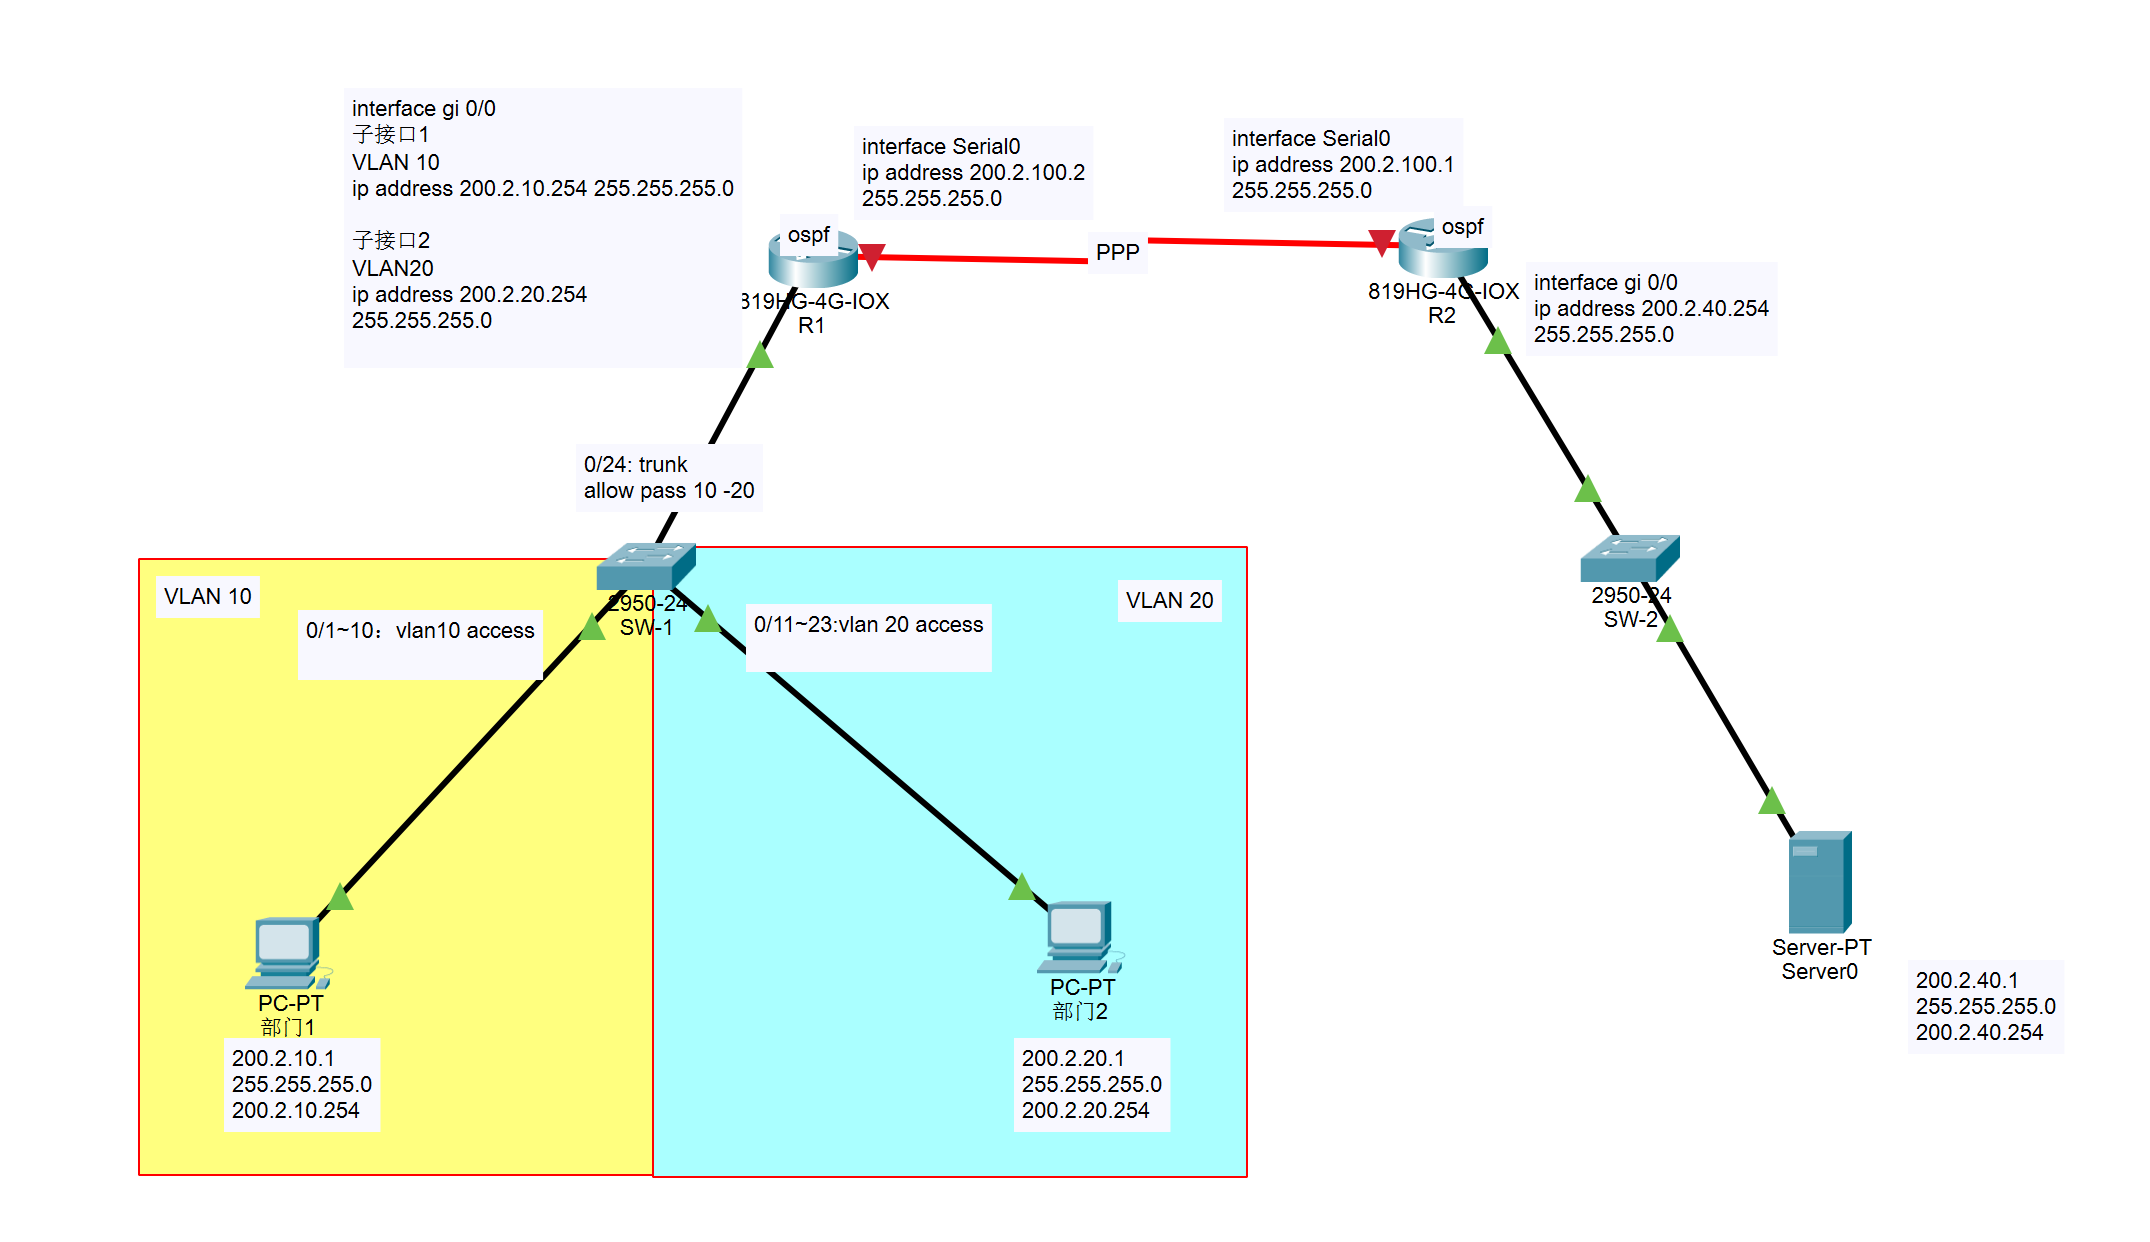 interface gi 0/0
子接口1
VLAN 10
ip address 200.2.10.254 255.255.255.0
子接口2
VLAN20
ip address 200.2.20.254
255.255.255.0
interface Serial0
ip address 200.2.100.2
255.255.255.0
interface Serial0
ip address 200.2.100.1
255.255.255.0
ospf
819HG-4G-IOX
R1
PPP
ospf
819HG-4G-IOX
R2
interface gi 0/0
ip address 200.2.40.254
255.255.255.0
0/24: trunk
allow pass 10 -20
VLAN 10
0/1~10：vlan10 access
2950-24
SW-1
0/11~23:vlan 20 access
VLAN 20
2950-24
SW-2
PC-PT
部门1
200.2.10.1
255.255.255.0
200.2.10.254
PC-PT
部门2
200.2.20.1
255.255.255.0
200.2.20.254
Server-PT
Server0
200.2.40.1
255.255.255.0
200.2.40.254